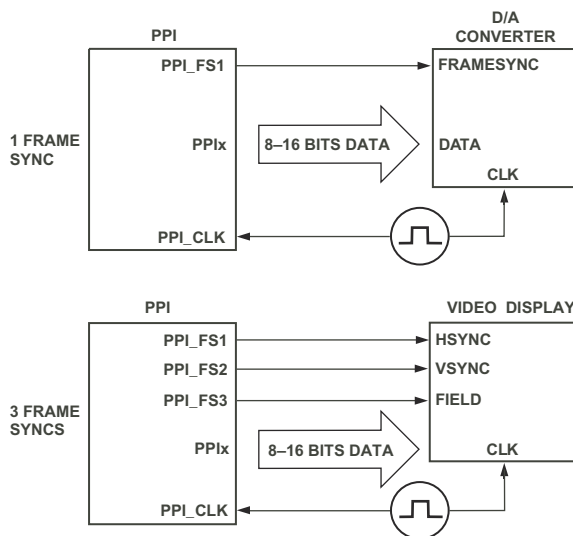 PPI
D/A
CONVERTER
PPI_FS1
FRAMESYNC
1 FRAME
SYNC
PPIx
8–16 BITS DATA
DATA
CLK
PPI_CLK
PPI
VIDEO DISPLAY
PPI_FS1
HSYNC
PPI_FS2
VSYNC
PPI_FS3
FIELD
3 FRAME
SYNCS
PPIx
8–16 BITS DATA
CLK
PPI_CLK